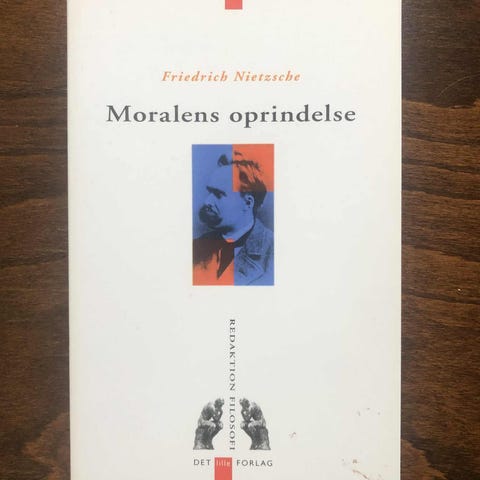 Friedrich Nietzsche
Moralens oprindelse
REDAKTION FILOSOFI
DET lille FORLAG